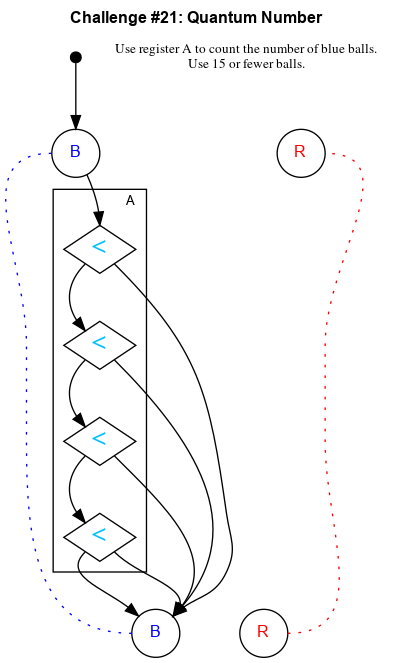 Challenge #21: Quantum Number
Use register A to count the number of blue balls.
Use 15 or fewer balls.
B
R
A
<
<
<
<
B
R